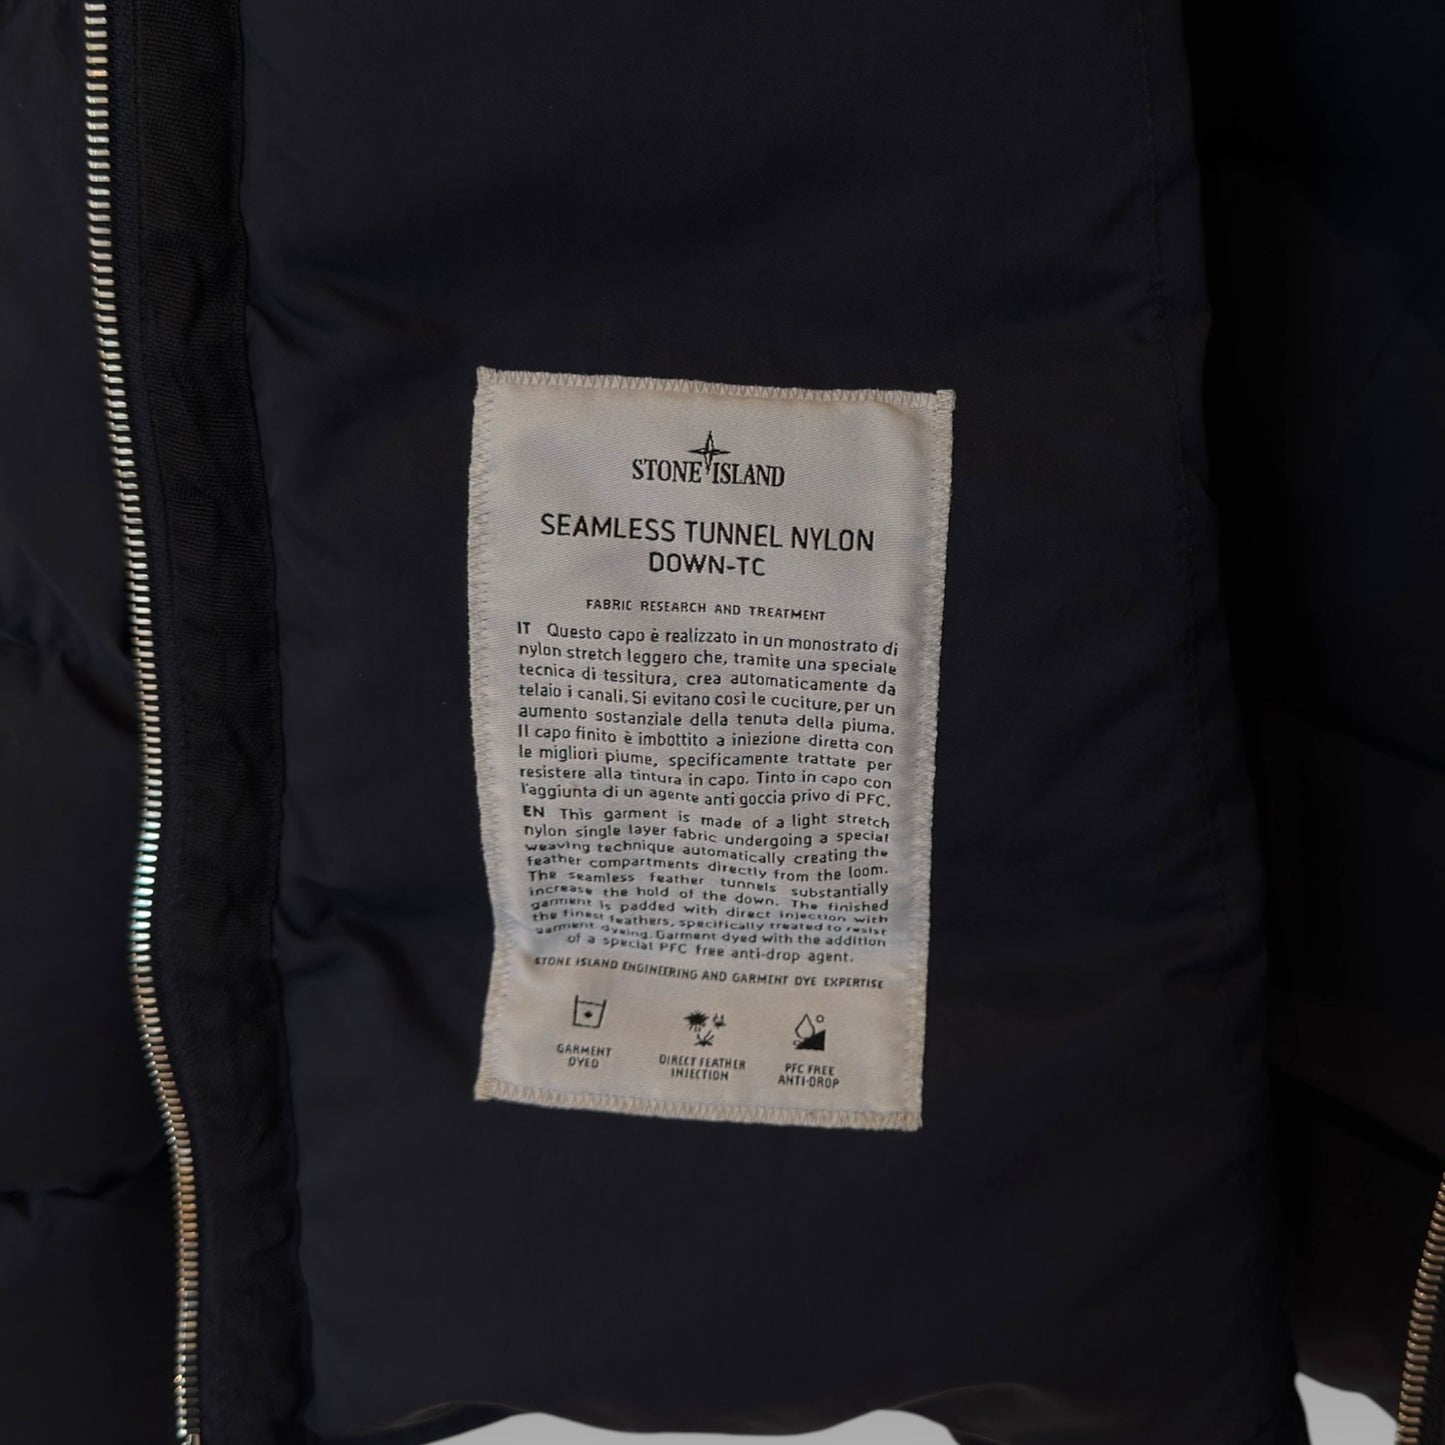 STONE ISLAND
SEAMLESS TUNNEL NYLON
DOWN-TC
FABRIC RESEARCH AND TREATMENT
IT Questo capo è realizzato in un monostrato di
nylon stretch leggero che, tramite una speciale
tecnica di tessitura, crea automaticamente da
telaio i canali. Si evitano così le cuciture, per un
aumento sostanziale della tenuta della piuma.
Il capo finito è imbottito a iniezione diretta con
le migliori piume, specificamente trattate per
resistere alla tintura in capo. Tinto in capo con
l'aggiunta di un agente anti goccia privo di PFC.
EN This garment is made of a light stretch
nylon single layer fabric undergoing a special
weaving technique automatically creating the
feather compartments directly from the loom.
The seamless feather tunnels substantially
increase the hold of the down. The finished
garment is padded with direct injection with
the finest feathers, specifically treated to resist
garment dyeing. Garment dyed with the addition
of a special PFC free anti-drop agent.
STONE ISLAND ENGINEERING AND GARMENT DYE EXPERTISE
GARMENT
DYED
DIRECT FEATHER
INJECTION
PFC FREE
ANTI-DROP